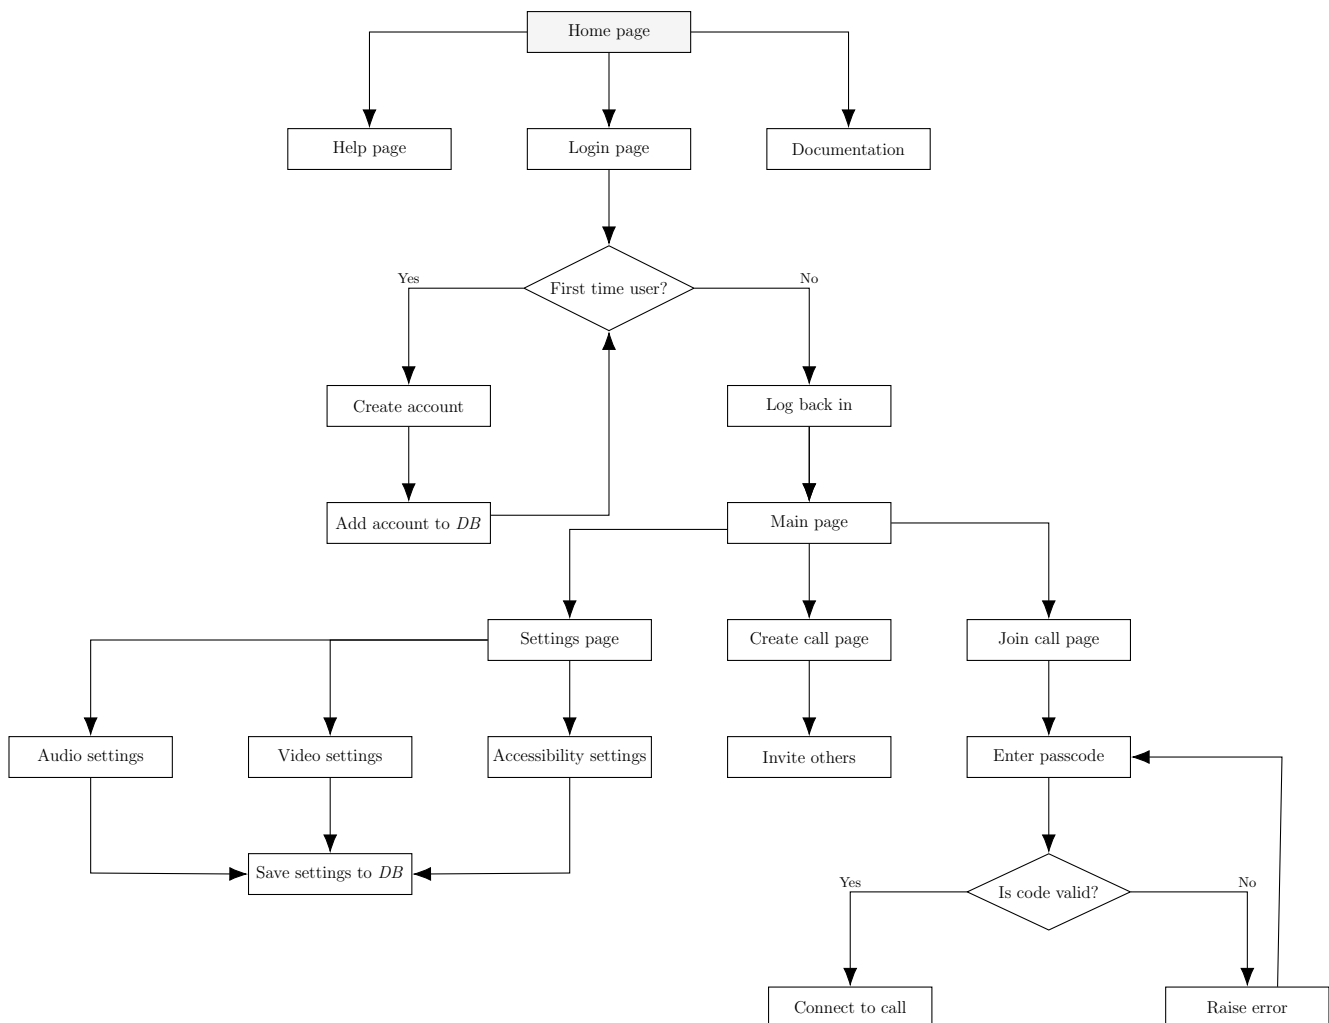 Home page
Help page
Login page
Documentation
Yes
First time user?
No
Create account
Log back in
Add account to DB
Main page
Settings page
Create call page
Join call page
Audio settings
Video settings
Accessibility settings
Invite others
Enter passcode
Save settings to DB
Yes
Is code valid?
No
Connect to call
Raise error